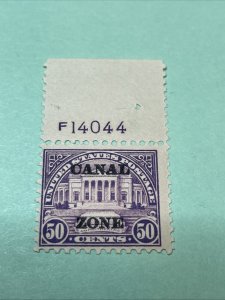 F14044
UNITED STATES POSTAGE
CANAL
ZONE
50 50
CENTS